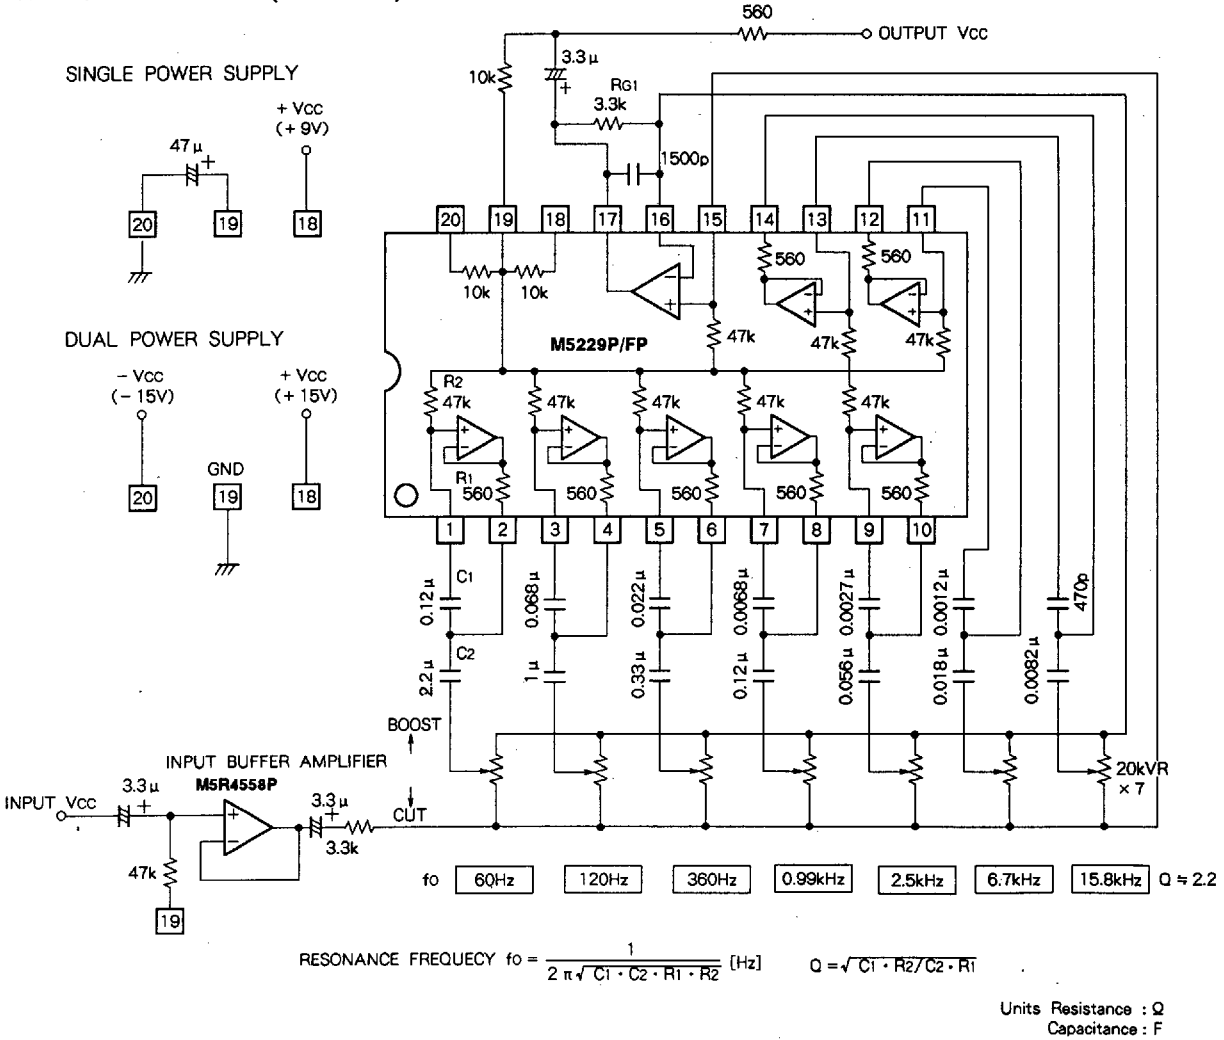 560
OUTPUT VCC
3.3μ
+
10k
RG1
3.3k
1500p
SINGLE POWER SUPPLY
+ VCC
(+ 9V)
47μ
+
20
19
18
20 19 18 17 16 15 14 13 12 11
560
560
10k 10k
−
+
−
+
−
+
47k
47k
47k
M5229P/FP
DUAL POWER SUPPLY
− VCC
(− 15V)
+ VCC
(+ 15V)
GND
20
19
18
R2
47k 47k 47k 47k 47k
+ + + + +
− − − − −
R1
560 560 560 560 560
1 2 3 4 5 6 7 8 9 10
C1
0.12μ 0.068μ 0.022μ 0.0068μ 0.0027μ 0.0012μ 470p
C2
2.2μ 1μ 0.33μ 0.12μ 0.056μ 0.018μ 0.0082μ
BOOST
CUT
20kVR
× 7
INPUT BUFFER AMPLIFIER
M5R4558P
INPUT VCC
3.3μ
+
+
−
3.3μ
+
3.3k
47k
19
fo 60Hz 120Hz 360Hz 0.99kHz 2.5kHz 6.7kHz 15.8kHz Q ≒ 2.2
RESONANCE FREQUECY fo = 1 / 2 π√ C1 · C2 · R1 · R2 [Hz] Q = √ C1 · R2 / C2 · R1
Units Resistance : Ω
Capacitance : F